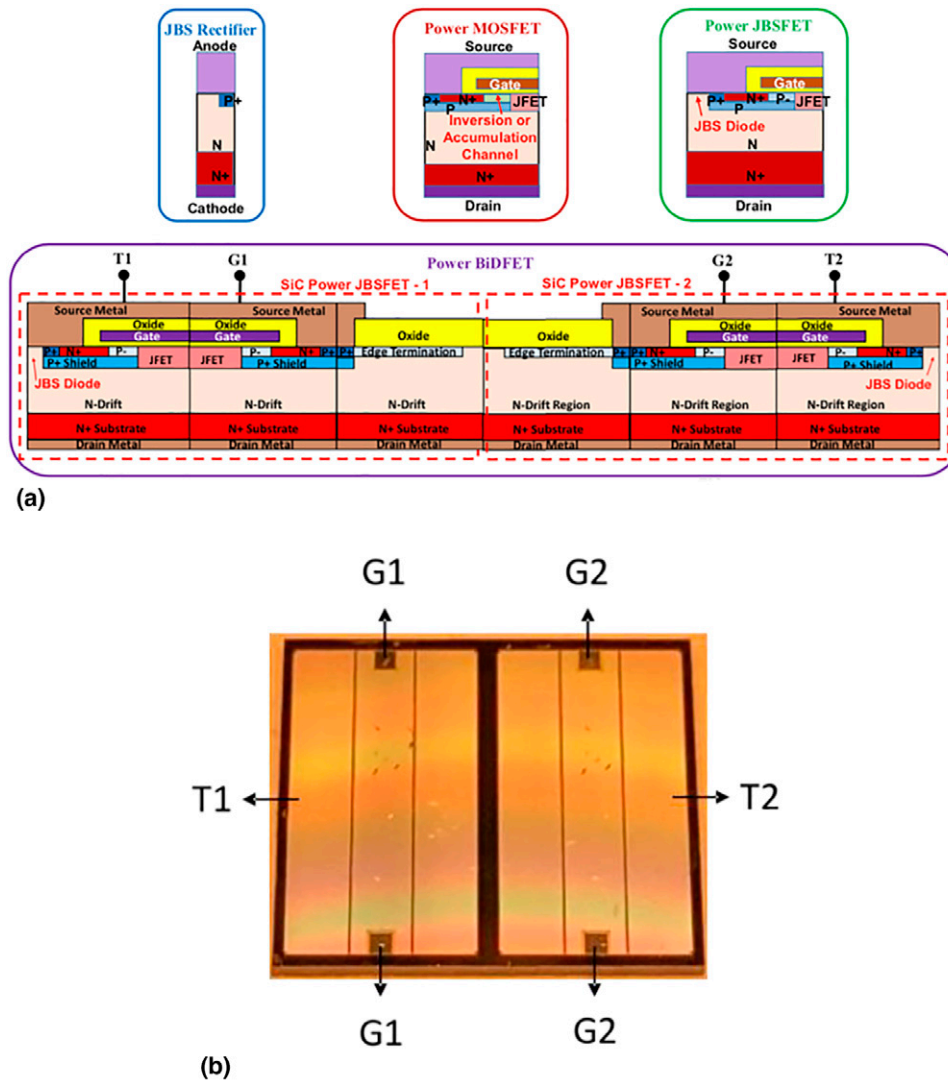 JBS Rectifier
Anode
P+
N
N+
Cathode
Power MOSFET
Source
Gate
P+ N+ JFET
P
Inversion or
Accumulation
Channel
N
N+
Drain
Power JBSFET
Source
Gate
P+ N+ P- JFET
P
JBS Diode
N
N+
Drain
T1 G1 Power BiDFET G2 T2
SiC Power JBSFET - 1 SiC Power JBSFET - 2
Source Metal Source Metal Source Metal Source Metal
Oxide Oxide Oxide Oxide Oxide Oxide
Gate Gate Gate Gate
P+ N+ P- JFET JFET P- N+ P+ P+ Edge Termination Edge Termination P+ P+ N+ P- JFET JFET P- N+ P+
P+ Shield P+ Shield P+ Shield P+ Shield
JBS Diode JBS Diode
N-Drift N-Drift N-Drift N-Drift Region N-Drift Region N-Drift Region
N+ Substrate N+ Substrate N+ Substrate N+ Substrate N+ Substrate N+ Substrate
Drain Metal Drain Metal Drain Metal Drain Metal Drain Metal Drain Metal
(a)
G1 G2
T1 T2
G1 G2
(b)